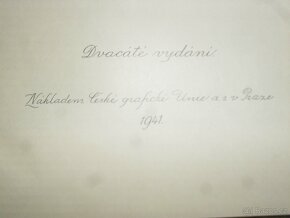 Dvacáté vydání.
Nákladem České grafické Unie a.s. v Praze
1941.